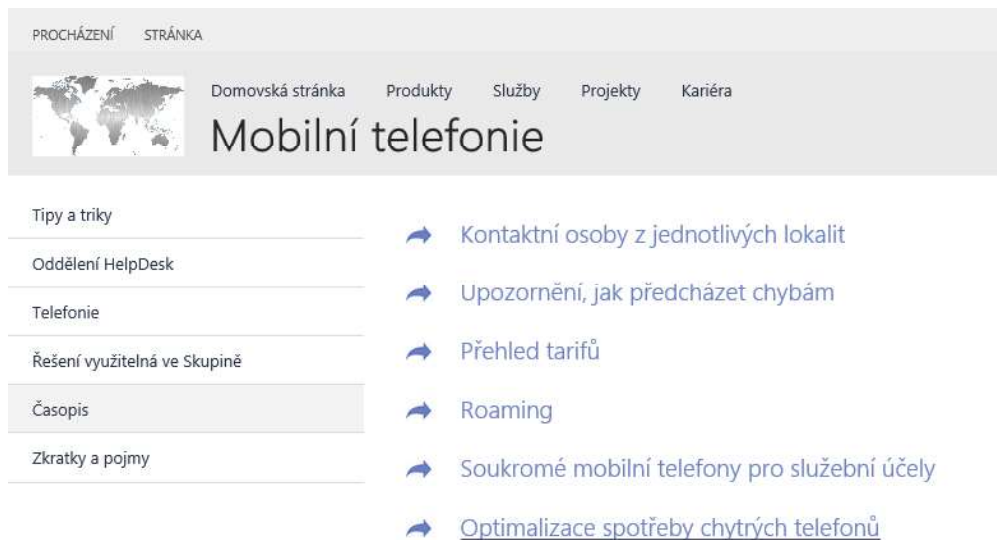 PROCHÁZENÍ STRÁNKA
Domovská stránka Produkty Služby Projekty Kariéra
Mobilní telefonie
Tipy a triky
Oddělení HelpDesk
Telefonie
Řešení využitelná ve Skupině
Časopis
Zkratky a pojmy
Kontaktní osoby z jednotlivých lokalit
Upozornění, jak předcházet chybám
Přehled tarifů
Roaming
Soukromé mobilní telefony pro služební účely
Optimalizace spotřeby chytrých telefonů